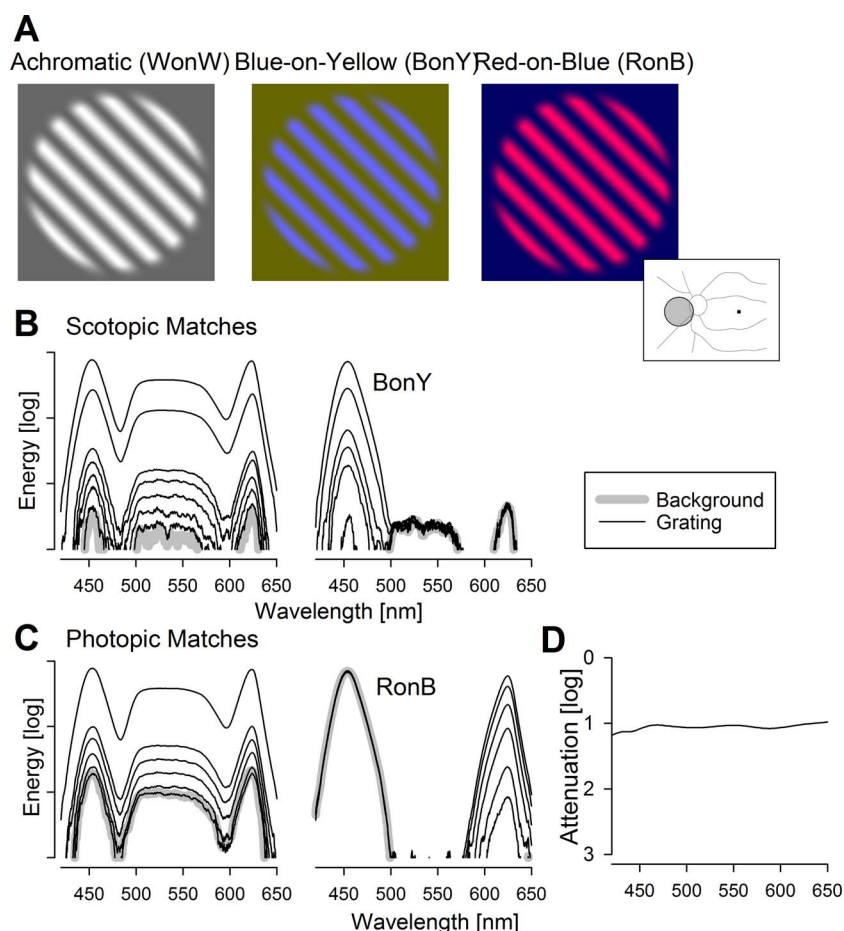 A
Achromatic (WonW) Blue-on-Yellow (BonY) Red-on-Blue (RonB)
B Scotopic Matches
BonY
Energy [log]
450 500 550 600 650
450 500 550 600 650
Wavelength [nm]
Background
Grating
C Photopic Matches
RonB
Energy [log]
450 500 550 600 650
450 500 550 600 650
Wavelength [nm]
D
Attenuation [log]
0
1
2
3
450 500 550 600 650